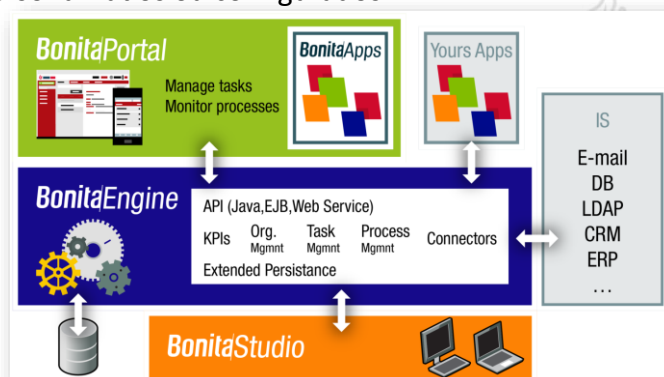 BonitaPortal
Manage tasks
Monitor processes
BonitaApps
Yours Apps
IS
E-mail
DB
LDAP
CRM
ERP
...
BonitaEngine
API (Java,EJB,Web Service)
KPIs Org. Mgmnt Task Mgmnt Process Mgmnt Connectors
Extended Persistance
BonitaStudio